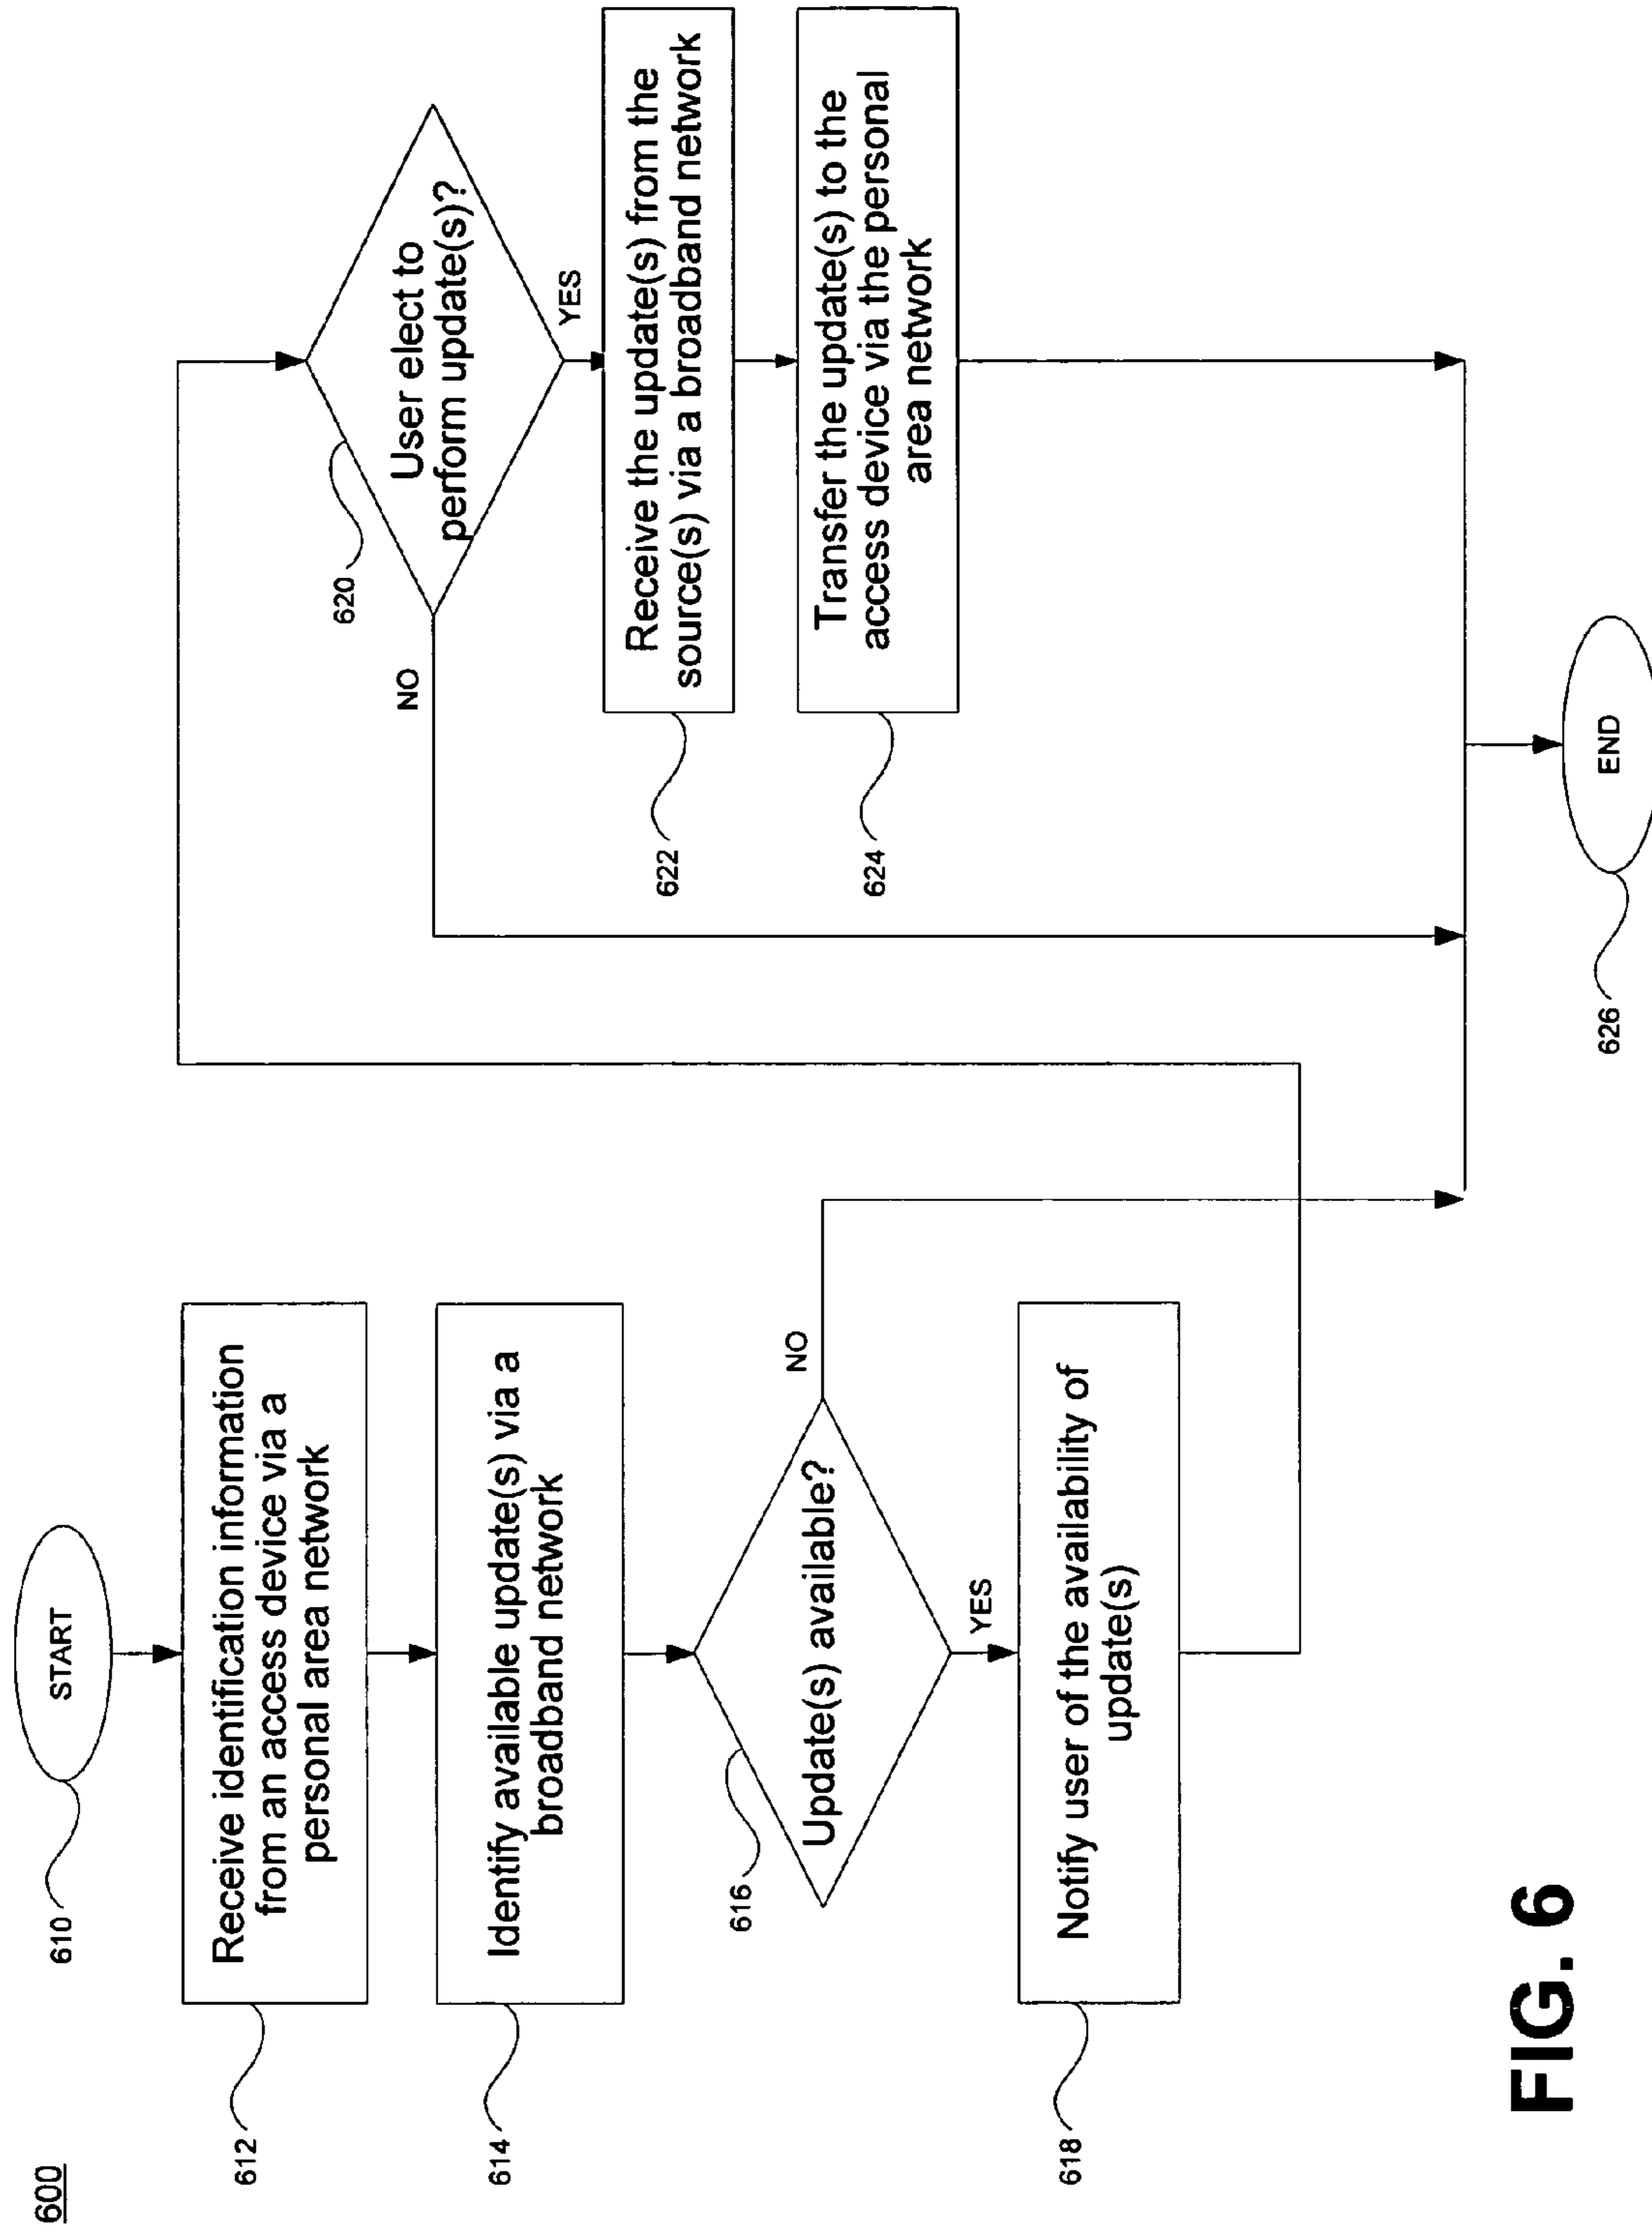 600
610
START
612
Receive identification information
from an access device via a
personal area network
614
Identify available update(s) via a
broadband network
616
Update(s) available?
NO
YES
618
Notify user of the availability of
update(s)
620
User elect to
perform update(s)?
NO
YES
622
Receive the update(s) from the
source(s) via a broadband network
624
Transfer the update(s) to the
access device via the personal
area network
626
END
FIG. 6